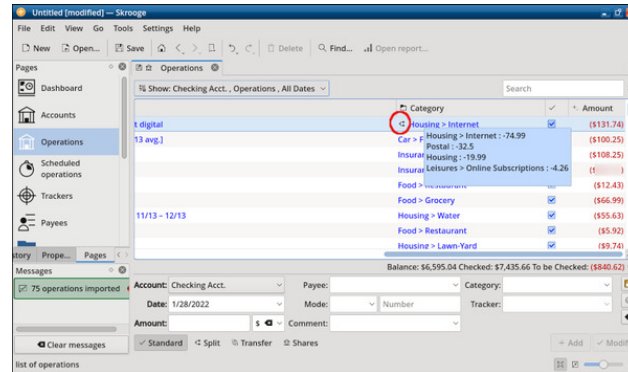 Untitled [modified] — Skrooge
File Edit View Go Tools Settings Help
New Open... Save Delete Find... Open report...
Pages
Operations
Dashboard
Accounts
Operations
Scheduled operations
Trackers
Payees
Show: Checking Acct. , Operations , All Dates
Search
Category Amount
t digital Housing > Internet ($131.74)
13 avg.] Car > F ($100.25)
Insurar ($108.25)
Insurar
Housing > Internet : -74.99
Postal : -32.5
Housing : -19.99
Leisures > Online Subscriptions : -4.26
Food > Restaurant ($12.43)
Food > Grocery ($66.99)
11/13 – 12/13 Housing > Water ($55.63)
Food > Restaurant ($5.92)
Housing > Lawn-Yard ($9.74)
story Prope... Pages
Balance: $6,595.04 Checked: $7,435.66 To be Checked: ($840.62)
Messages
75 operations imported
Clear messages
Account: Checking Acct. Payee: Category:
Date: 1/28/2022 Mode: Number Tracker:
Amount: $ Comment:
Standard Split Transfer Shares
+ Add Modif
list of operations